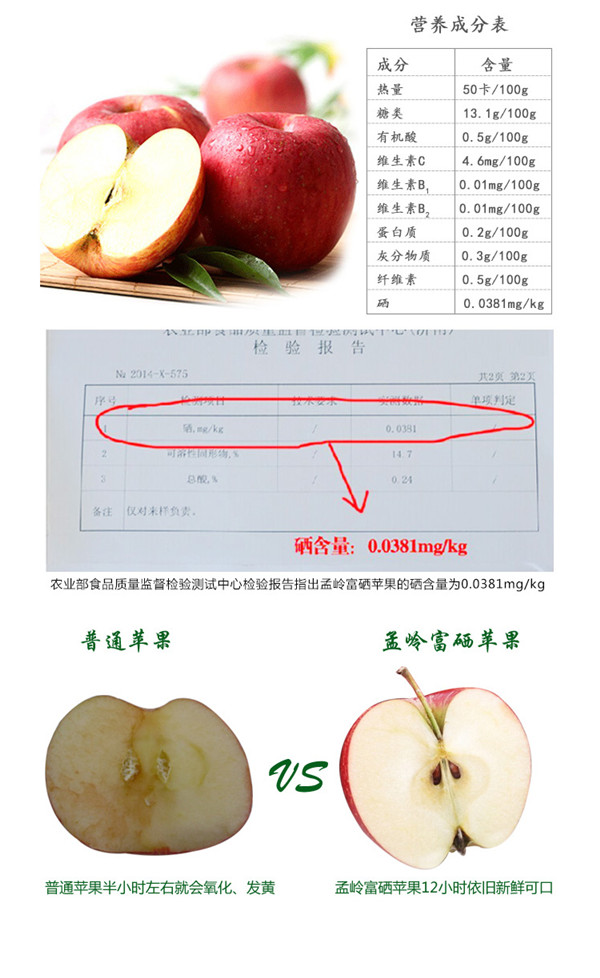 营养成分表
成分 含量
热量 50卡/100g
糖类 13.1g/100g
有机酸 0.5g/100g
维生素C 4.6mg/100g
维生素B1 0.01mg/100g
维生素B2 0.01mg/100g
蛋白质 0.2g/100g
灰分物质 0.3g/100g
纤维素 0.5g/100g
硒 0.0381mg/kg
农业部食品质量监督检验测试中心(济南)
检验报告
№ 2014-X-575 共2页 第2页
序号 检测项目 技术要求 实测数据 单项判定
1 硒,mg/kg / 0.0381 /
2 可溶性固形物,% / 14.7 /
3 总酸,% / 0.24 /
备注 仅对来样负责。
硒含量：0.0381mg/kg
农业部食品质量监督检验测试中心检验报告指出孟岭富硒苹果的硒含量为0.0381mg/kg
普通苹果 孟岭富硒苹果
VS
普通苹果半小时左右就会氧化、发黄 孟岭富硒苹果12小时依旧新鲜可口